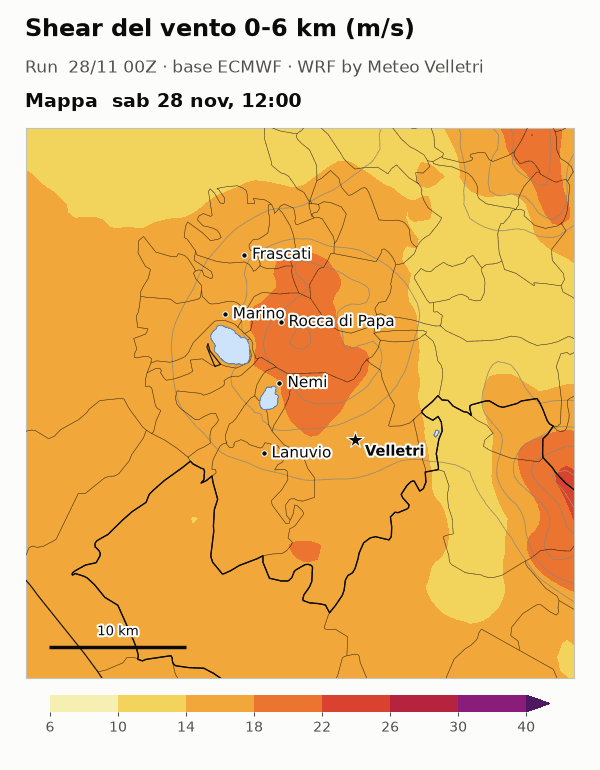 Shear del vento 0-6 km (m/s)
Run  28/11 00Z · base ECMWF · WRF by Meteo Velletri
Mappa  sab 28 nov, 12:00
Frascati
Marino
Rocca di Papa
Nemi
Velletri
Lanuvio
10 km
6 10 14 18 22 26 30 40